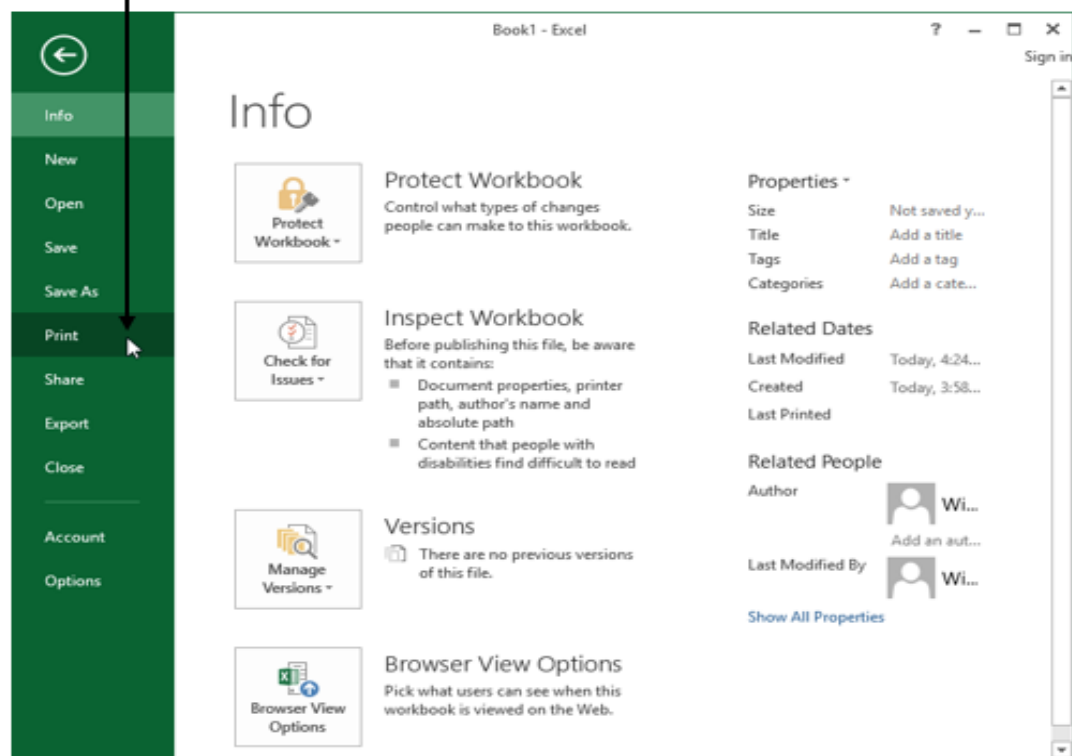 Book1 - Excel
?
Sign in
Info
New
Open
Save
Save As
Print
Share
Export
Close
Account
Options
Info
Protect
Workbook
Protect Workbook
Control what types of changes
people can make to this workbook.
Check for
Issues
Inspect Workbook
Before publishing this file, be aware
that it contains:
Document properties, printer
path, author's name and
absolute path
Content that people with
disabilities find difficult to read
Manage
Versions
Versions
There are no previous versions
of this file.
Browser View
Options
Browser View Options
Pick what users can see when this
workbook is viewed on the Web.
Properties
Size Not saved y...
Title Add a title
Tags Add a tag
Categories Add a cate...
Related Dates
Last Modified Today, 4:24...
Created Today, 3:58...
Last Printed
Related People
Author Wi...
Add an aut...
Last Modified By Wi...
Show All Properties